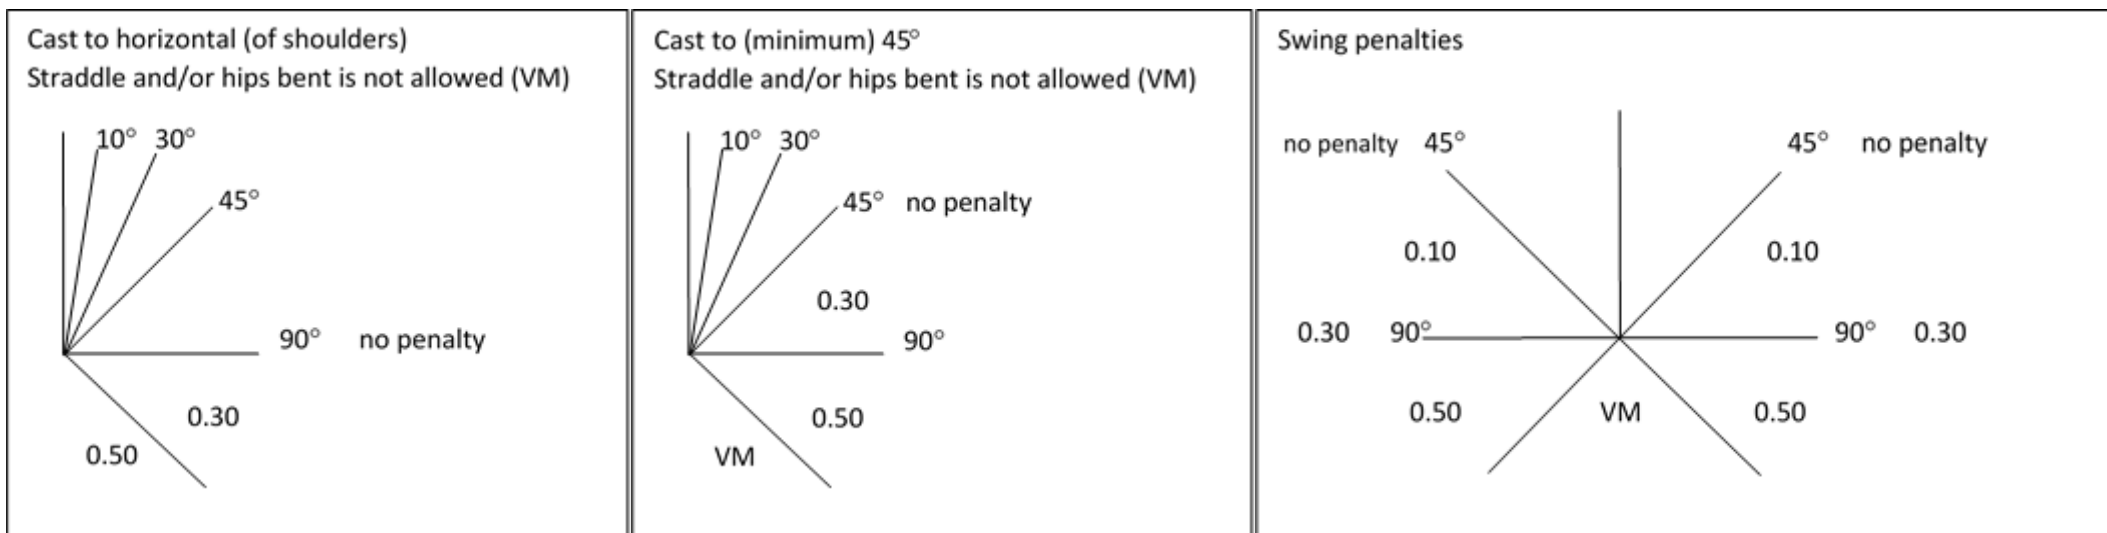 Cast to horizontal (of shoulders)
Straddle and/or hips bent is not allowed (VM)
10° 30°
45°
90° no penalty
0.30
0.50
Cast to (minimum) 45°
Straddle and/or hips bent is not allowed (VM)
10° 30°
45° no penalty
0.30
90°
0.50
VM
Swing penalties
no penalty 45° 45° no penalty
0.10 0.10
0.30 90° 90° 0.30
0.50 VM 0.50